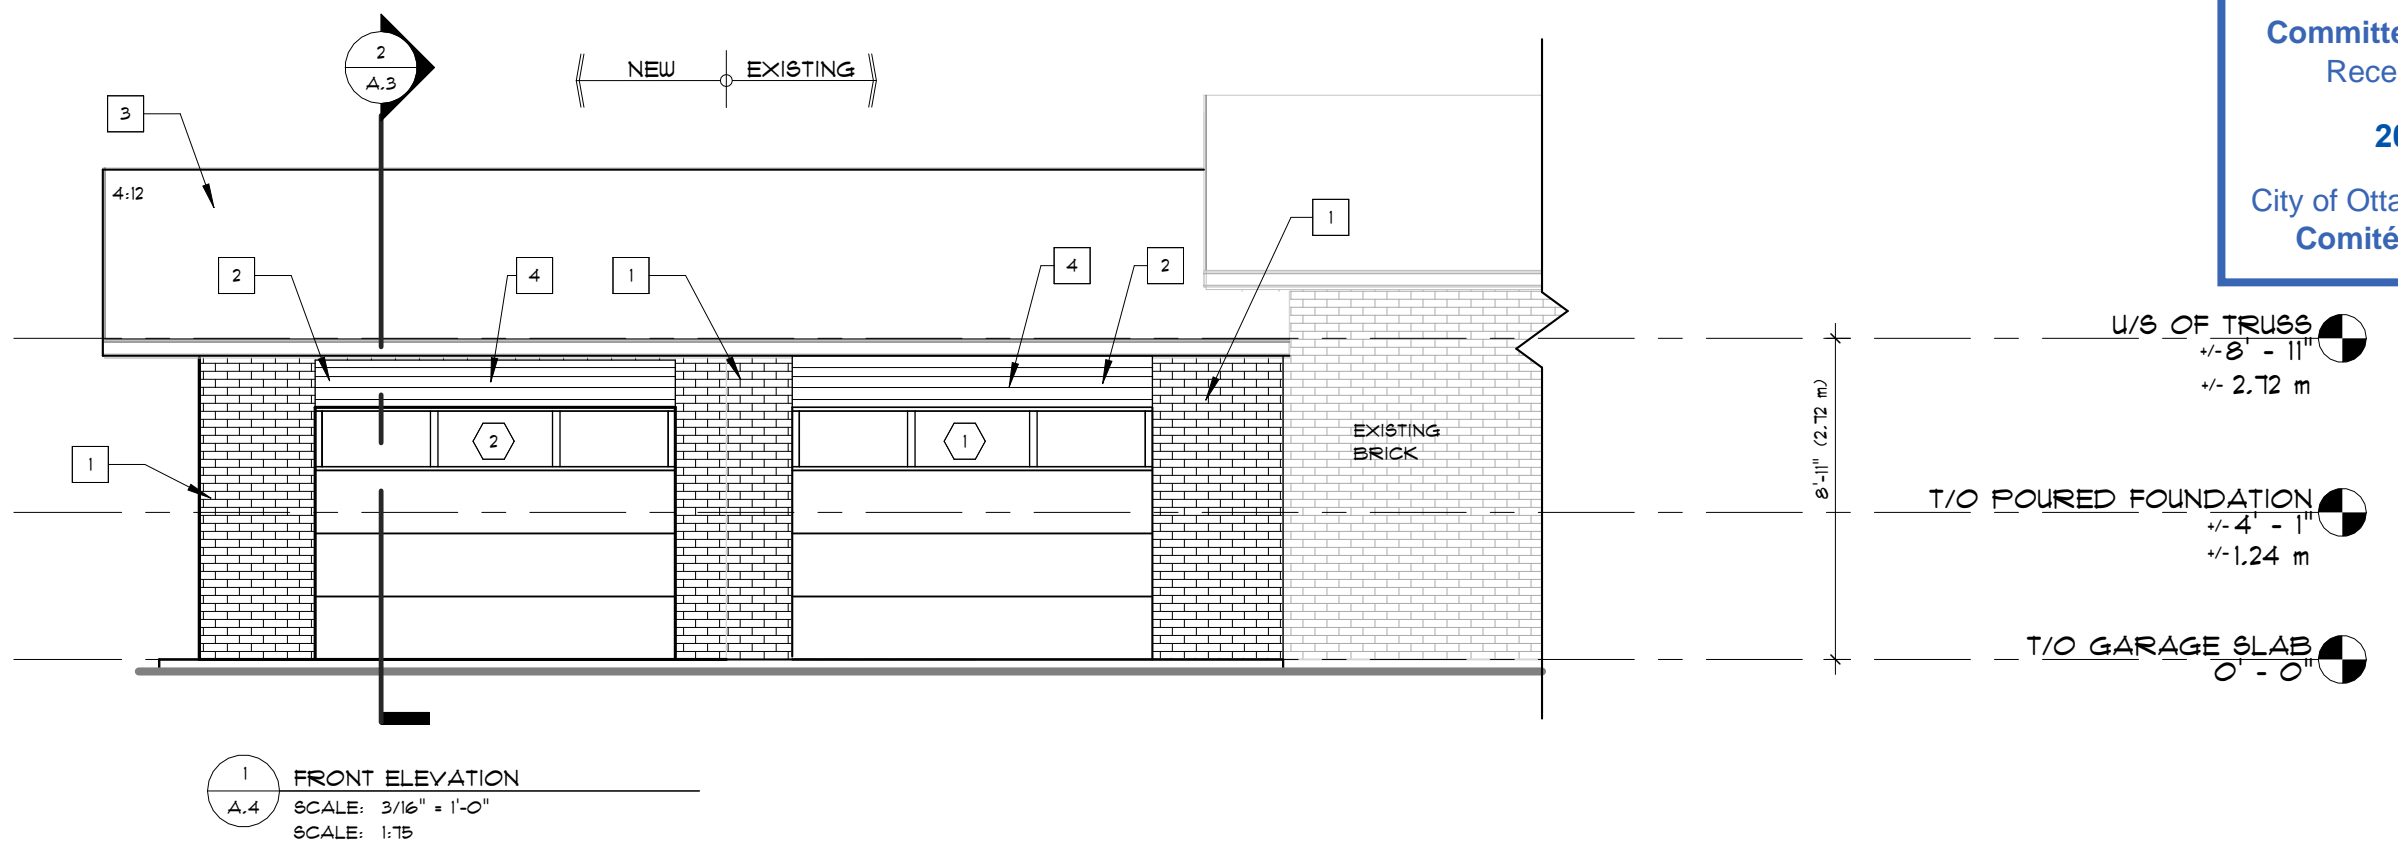 2
A.3
NEW
EXISTING
3
4:12
1
2
4
1
4
2
1
2
1
EXISTING
BRICK
8'-11" (2.72 m)
U/S OF TRUSS
+/- 8' - 11"
+/- 2.72 m
T/O POURED FOUNDATION
+/- 4' - 1"
+/- 1.24 m
T/O GARAGE SLAB
0' - 0"
1
A.4
FRONT ELEVATION
SCALE: 3/16" = 1'-0"
SCALE: 1:75
Committe
Rece
20
City of Otta
Comité